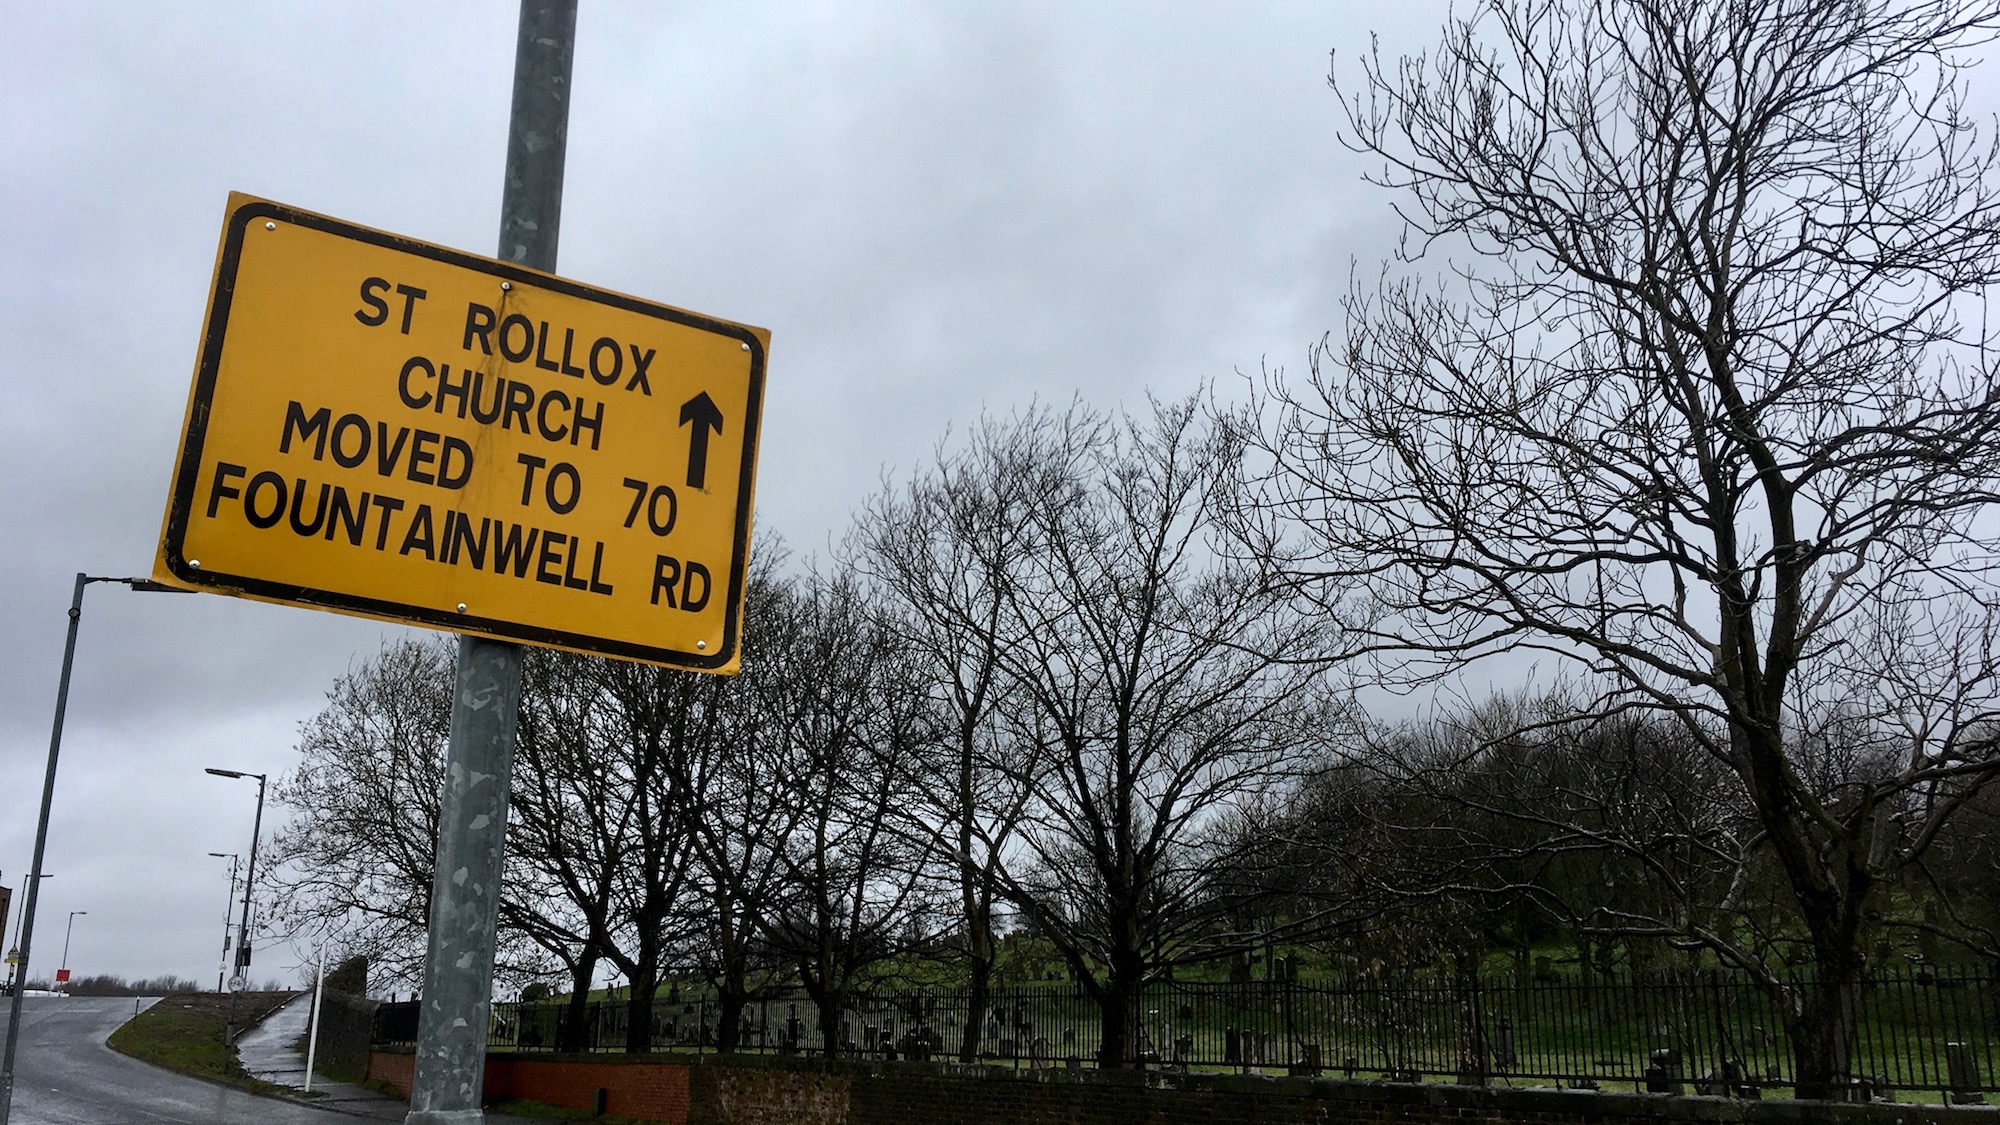 ST ROLLOX
CHURCH
MOVED TO 70
FOUNTAINWELL RD